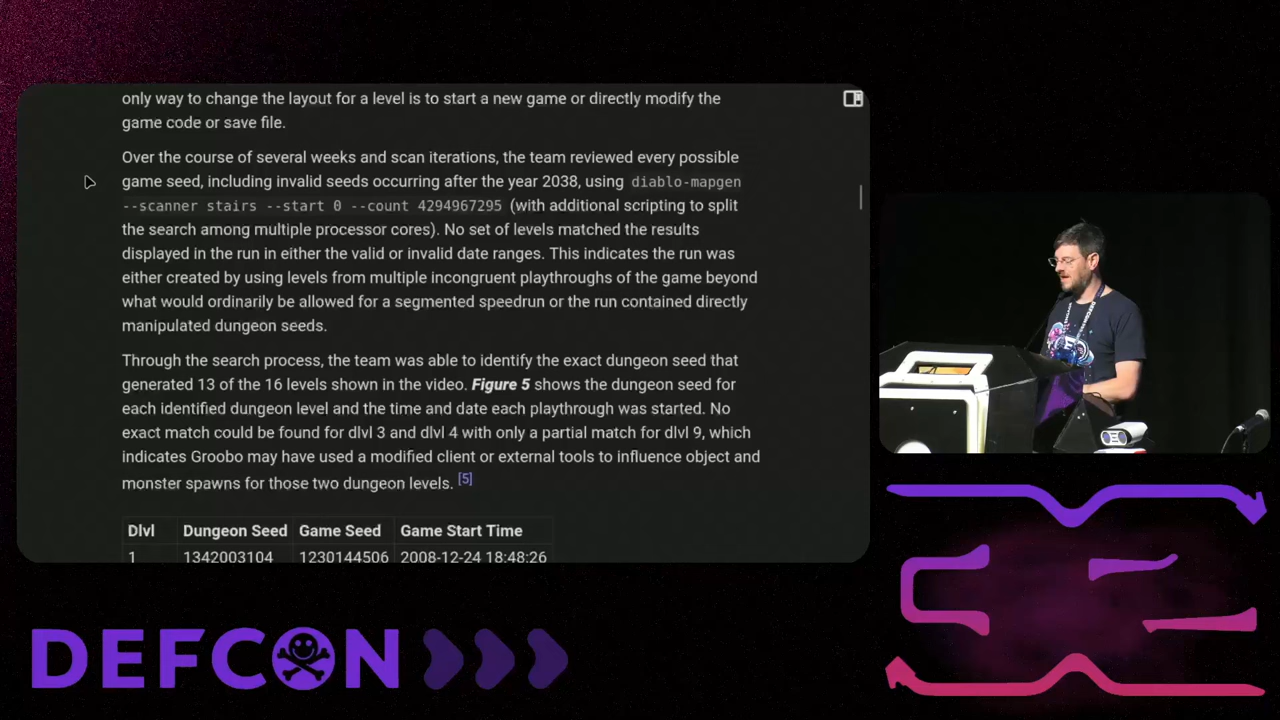 only way to change the layout for a level is to start a new game or directly modify the
game code or save file.
Over the course of several weeks and scan iterations, the team reviewed every possible
game seed, including invalid seeds occurring after the year 2038, using diablo-mapgen
--scanner stairs --start 0 --count 4294967295 (with additional scripting to split
the search among multiple processor cores). No set of levels matched the results
displayed in the run in either the valid or invalid date ranges. This indicates the run was
either created by using levels frommultiple incongruent playthroughs of the game beyond
what would ordinarily be allowed for a segmented speedrun or the run contained directly
manipulated dungeon seeds.
Through the search process, the team was able to identify the exact dungeon seed that
generated 13 of the 16 levels shown in the video. Figure 5 shows the dungeon seed for
each identified dungeon level and the time and date each playthrough was started. No
exact match could be found for dlvl 3 and dlvl 4 with only a partial match for dlvl 9, which
indicates Groobo may have used a modified client or external tools to influence object and
monster spawns for those two dungeon levels. [5]
Dlvl Dungeon Seed Game Seed Game Start Time
1 1342003104 1230144506 2008-12-24 18:48:26
DEFCON